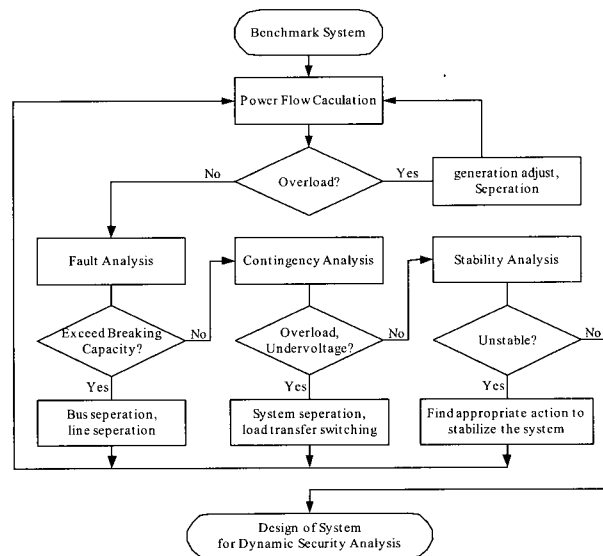 Benchmark System
Power Flow Caculation
Overload?
No
Yes
generation adjust,
Seperation
Fault Analysis
Contingency Analysis
Stability Analysis
Exceed Breaking
Capacity?
No
Overload,
Undervoltage?
No
Unstable?
No
Yes
Yes
Yes
Bus seperation,
line seperation
System seperation,
load transfer switching
Find appropriate action to
stabilize the system
Design of System
for Dynamic Security Analysis